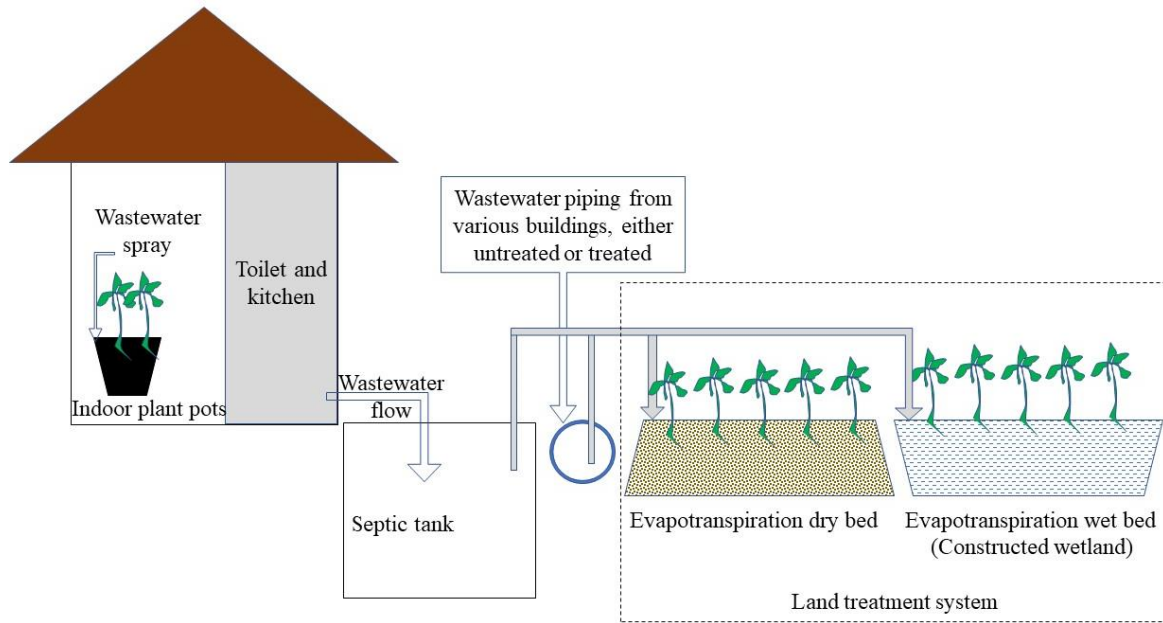 Wastewater
spray
Toilet and
kitchen
Indoor plant pots
Wastewater
flow
Septic tank
Wastewater piping from
various buildings, either
untreated or treated
Evapotranspiration dry bed
Evapotranspiration wet bed
(Constructed wetland)
Land treatment system